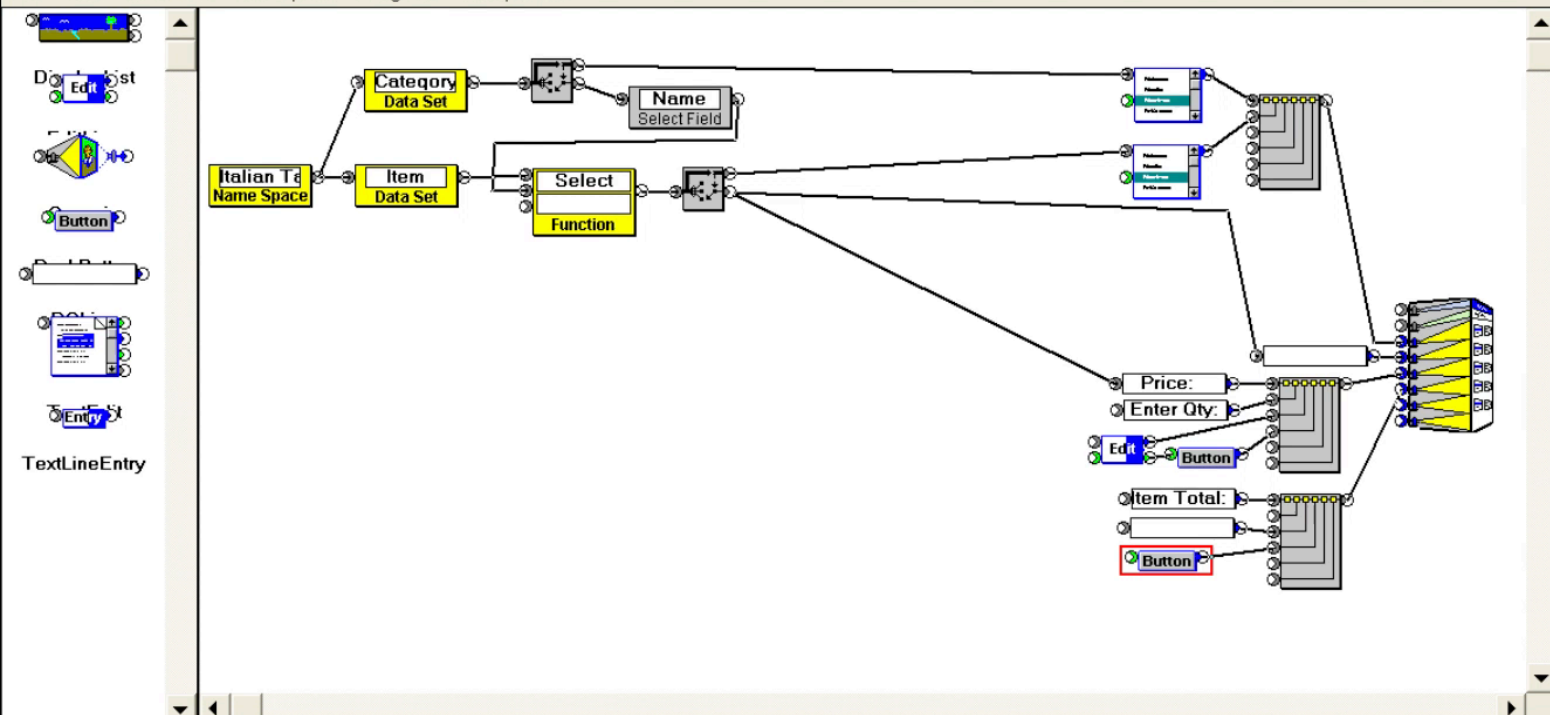 Edit
Button
Entry
TextLineEntry
Category
Data Set
Name
Select Field
Italian Ta
Name Space
Item
Data Set
Select
Function
Price:
Enter Qty:
Edit
Button
Item Total:
Button